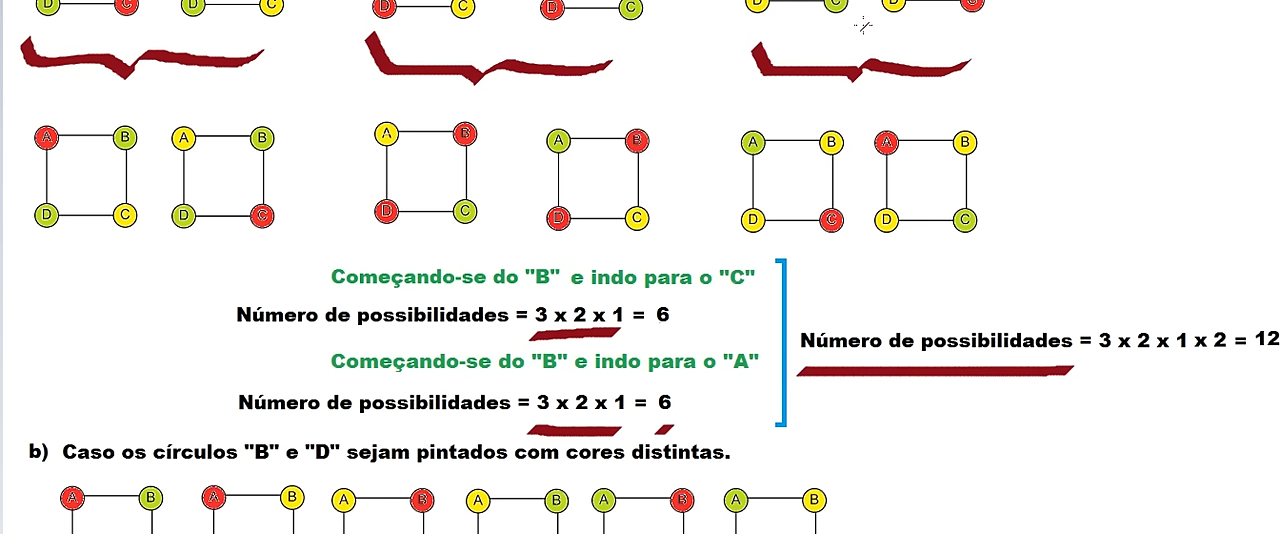 D C D C D C D C D C D C
A B A B A B A B A B A B
D C D C D C D C D C D C
Começando-se do "B" e indo para o "C"
Número de possibilidades = 3 x 2 x 1 = 6
Começando-se do "B" e indo para o "A"
Número de possibilidades = 3 x 2 x 1 = 6
Número de possibilidades = 3 x 2 x 1 x 2 = 12
b) Caso os círculos "B" e "D" sejam pintados com cores distintas.
A B A B A B A B A B A B